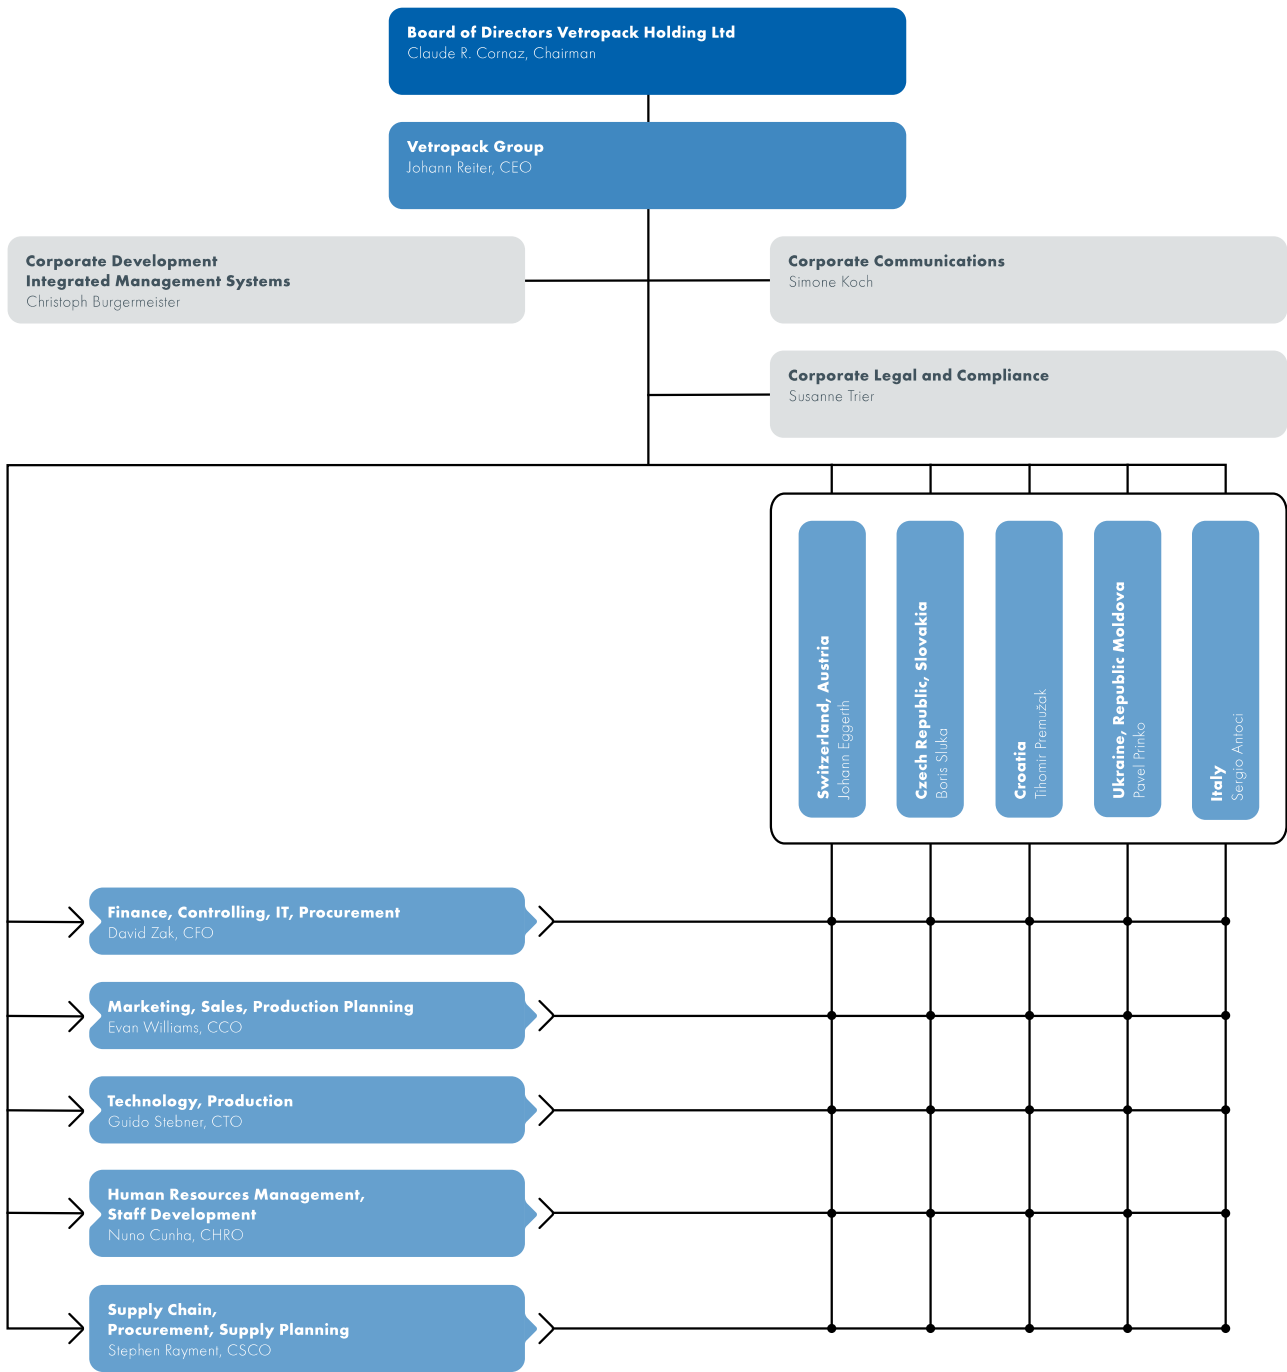 Board of Directors Vetropack Holding Ltd
Claude R. Cornaz, Chairman
Vetropack Group
Johann Reiter, CEO
Corporate Development
Integrated Management Systems
Christoph Burgermeister
Corporate Communications
Simone Koch
Corporate Legal and Compliance
Susanne Trier
Switzerland, Austria
Johann Eggerth
Czech Republic, Slovakia
Boris Sluka
Croatia
Tihomir Premužak
Ukraine, Republic Moldova
Pavel Prinko
Italy
Sergio Antoci
Finance, Controlling, IT, Procurement
David Zak, CFO
Marketing, Sales, Production Planning
Evan Williams, CCO
Technology, Production
Guido Stebner, CTO
Human Resources Management,
Staff Development
Nuno Cunha, CHRO
Supply Chain,
Procurement, Supply Planning
Stephen Rayment, CSCO